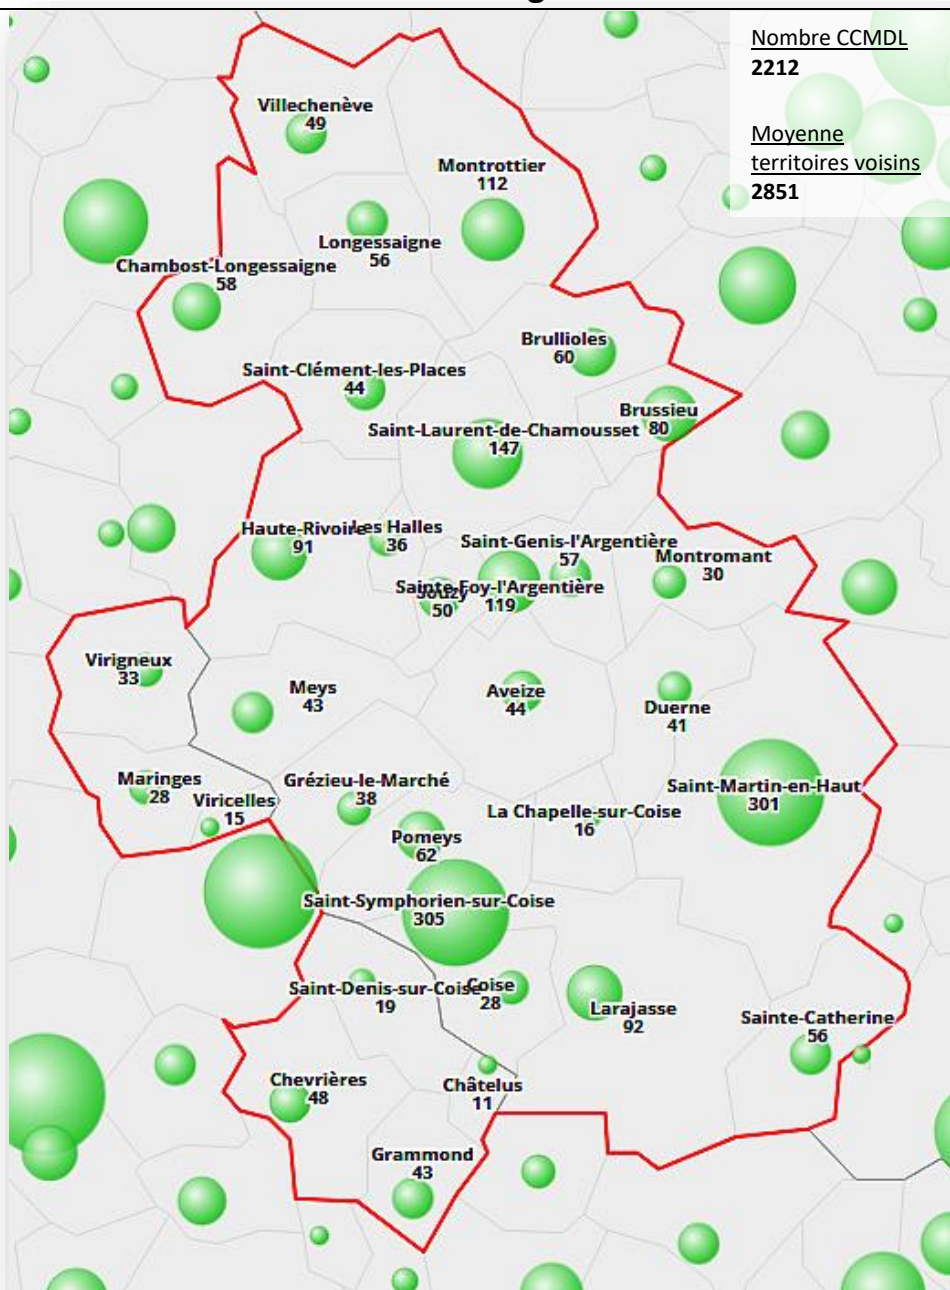 Nombre CCMDL
2212
Moyenne
territoires voisins
2851
Villechenève
49
Montrottier
112
Longessaigne
56
Chambost-Longessaigne
58
Brullioles
60
Saint-Clément-les-Places
44
Brussieu
80
Saint-Laurent-de-Chamousset
147
Haute-Rivoire
91
Les Halles
36
Saint-Genis-l'Argentière
57
Montromant
30
Sainte-Foy-l'Argentière
119
Souzy
50
Virigneux
33
Meys
43
Aveize
44
Duerne
41
Maringes
28
Viricelles
15
Grézieu-le-Marché
38
Saint-Martin-en-Haut
301
La Chapelle-sur-Coise
16
Pomeys
62
Saint-Symphorien-sur-Coise
305
Saint-Denis-sur-Coise
19
Coise
28
Larajasse
92
Sainte-Catherine
56
Chevrières
48
Châtelus
11
Grammond
43